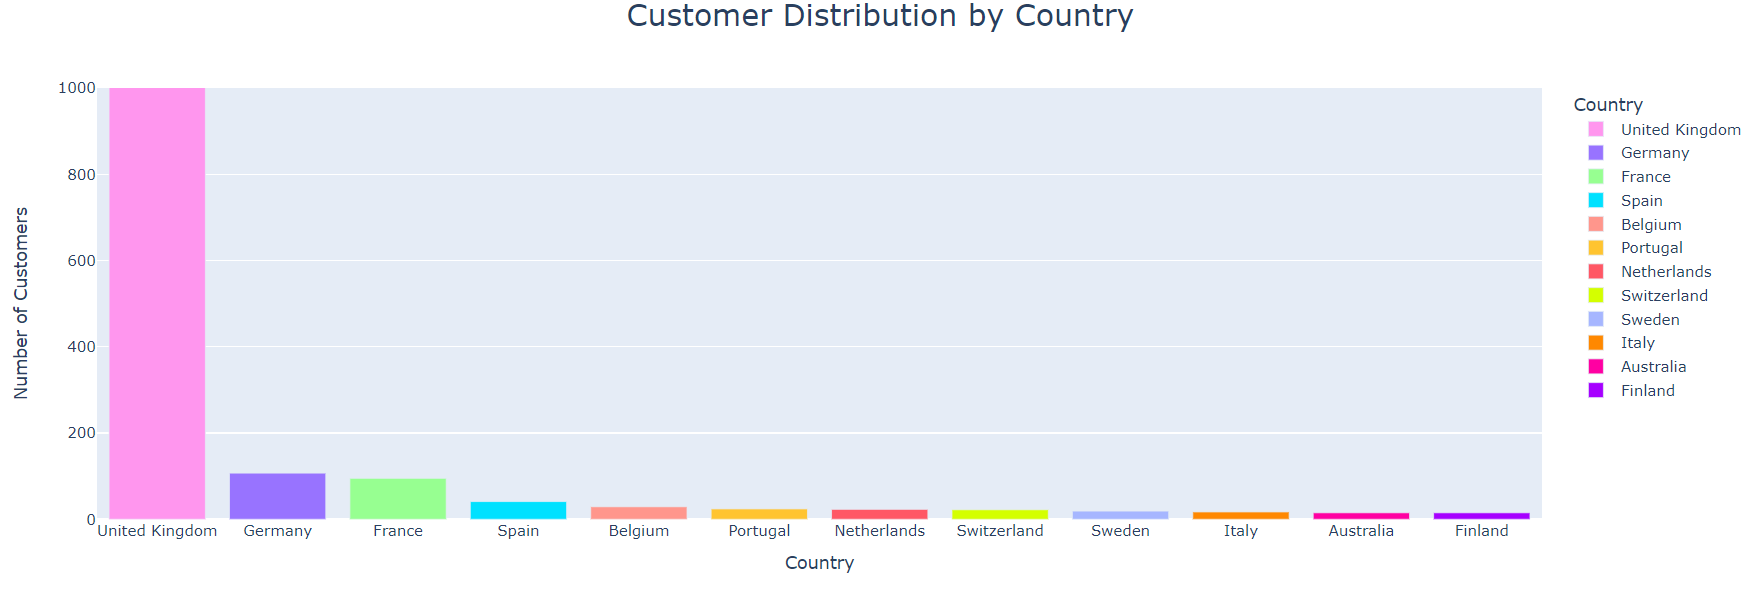 Customer Distribution by Country
Number of Customers
1000
800
600
400
200
0
United Kingdom Germany France Spain Belgium Portugal Netherlands Switzerland Sweden Italy Australia Finland
Country
Country
United Kingdom
Germany
France
Spain
Belgium
Portugal
Netherlands
Switzerland
Sweden
Italy
Australia
Finland